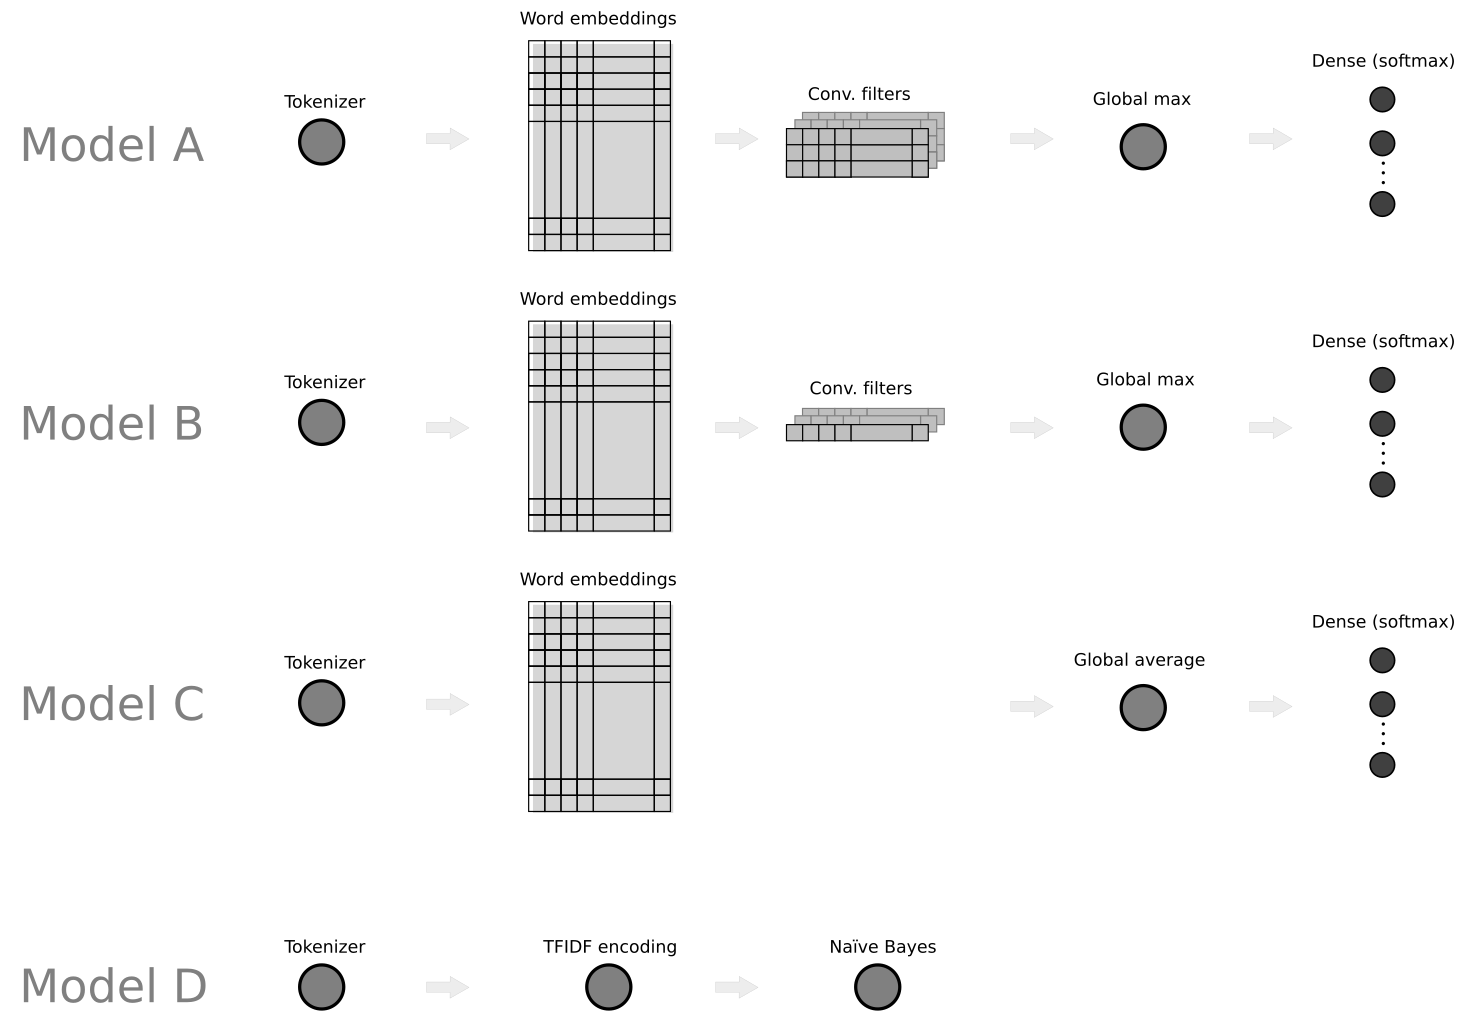 Word embeddings
Dense (softmax)
Conv. filters
Global max
Tokenizer
Model A
Word embeddings
Dense (softmax)
Global max
Tokenizer
Conv. filters
Model B
Word embeddings
Dense (softmax)
Global average
Tokenizer
Model C
Tokenizer
TFIDF encoding
Naïve Bayes
Model D